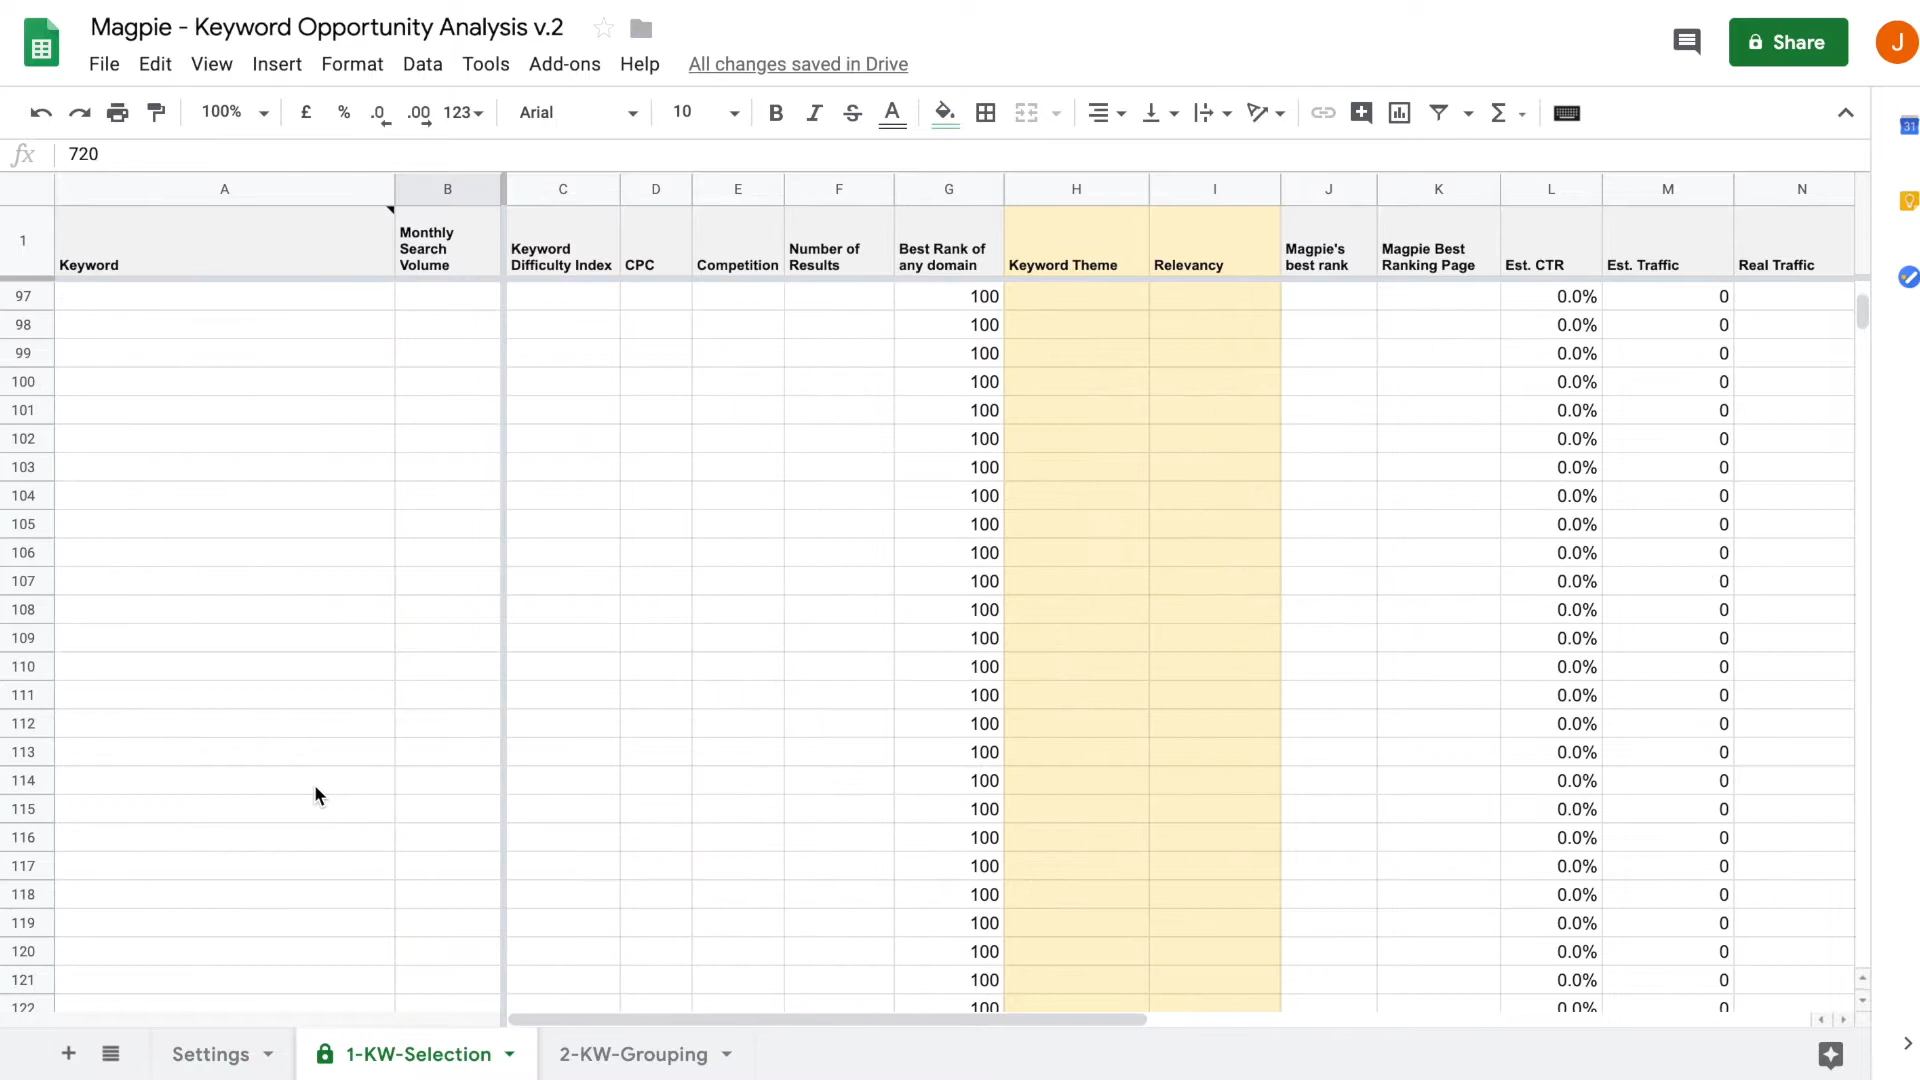 Magpie - Keyword Opportunity Analysis v.2
Share
J
File Edit View Insert Format Data Tools Add-ons Help All changes saved in Drive
100% £ % .0 .00 123 Arial 10 B I S A Σ
31
fx 720
A B C D E F G H I J K L M N
1 Keyword Monthly Search Volume Keyword Difficulty Index CPC Competition Number of Results Best Rank of any domain Keyword Theme Relevancy Magpie's best rank Magpie Best Ranking Page Est. CTR Est. Traffic Real Traffic
97 100 0.0% 0
98 100 0.0% 0
99 100 0.0% 0
100 100 0.0% 0
101 100 0.0% 0
102 100 0.0% 0
103 100 0.0% 0
104 100 0.0% 0
105 100 0.0% 0
106 100 0.0% 0
107 100 0.0% 0
108 100 0.0% 0
109 100 0.0% 0
110 100 0.0% 0
111 100 0.0% 0
112 100 0.0% 0
113 100 0.0% 0
114 100 0.0% 0
115 100 0.0% 0
116 100 0.0% 0
117 100 0.0% 0
118 100 0.0% 0
119 100 0.0% 0
120 100 0.0% 0
121 100 0.0% 0
122 100 0.0% 0
+ Settings 1-KW-Selection 2-KW-Grouping